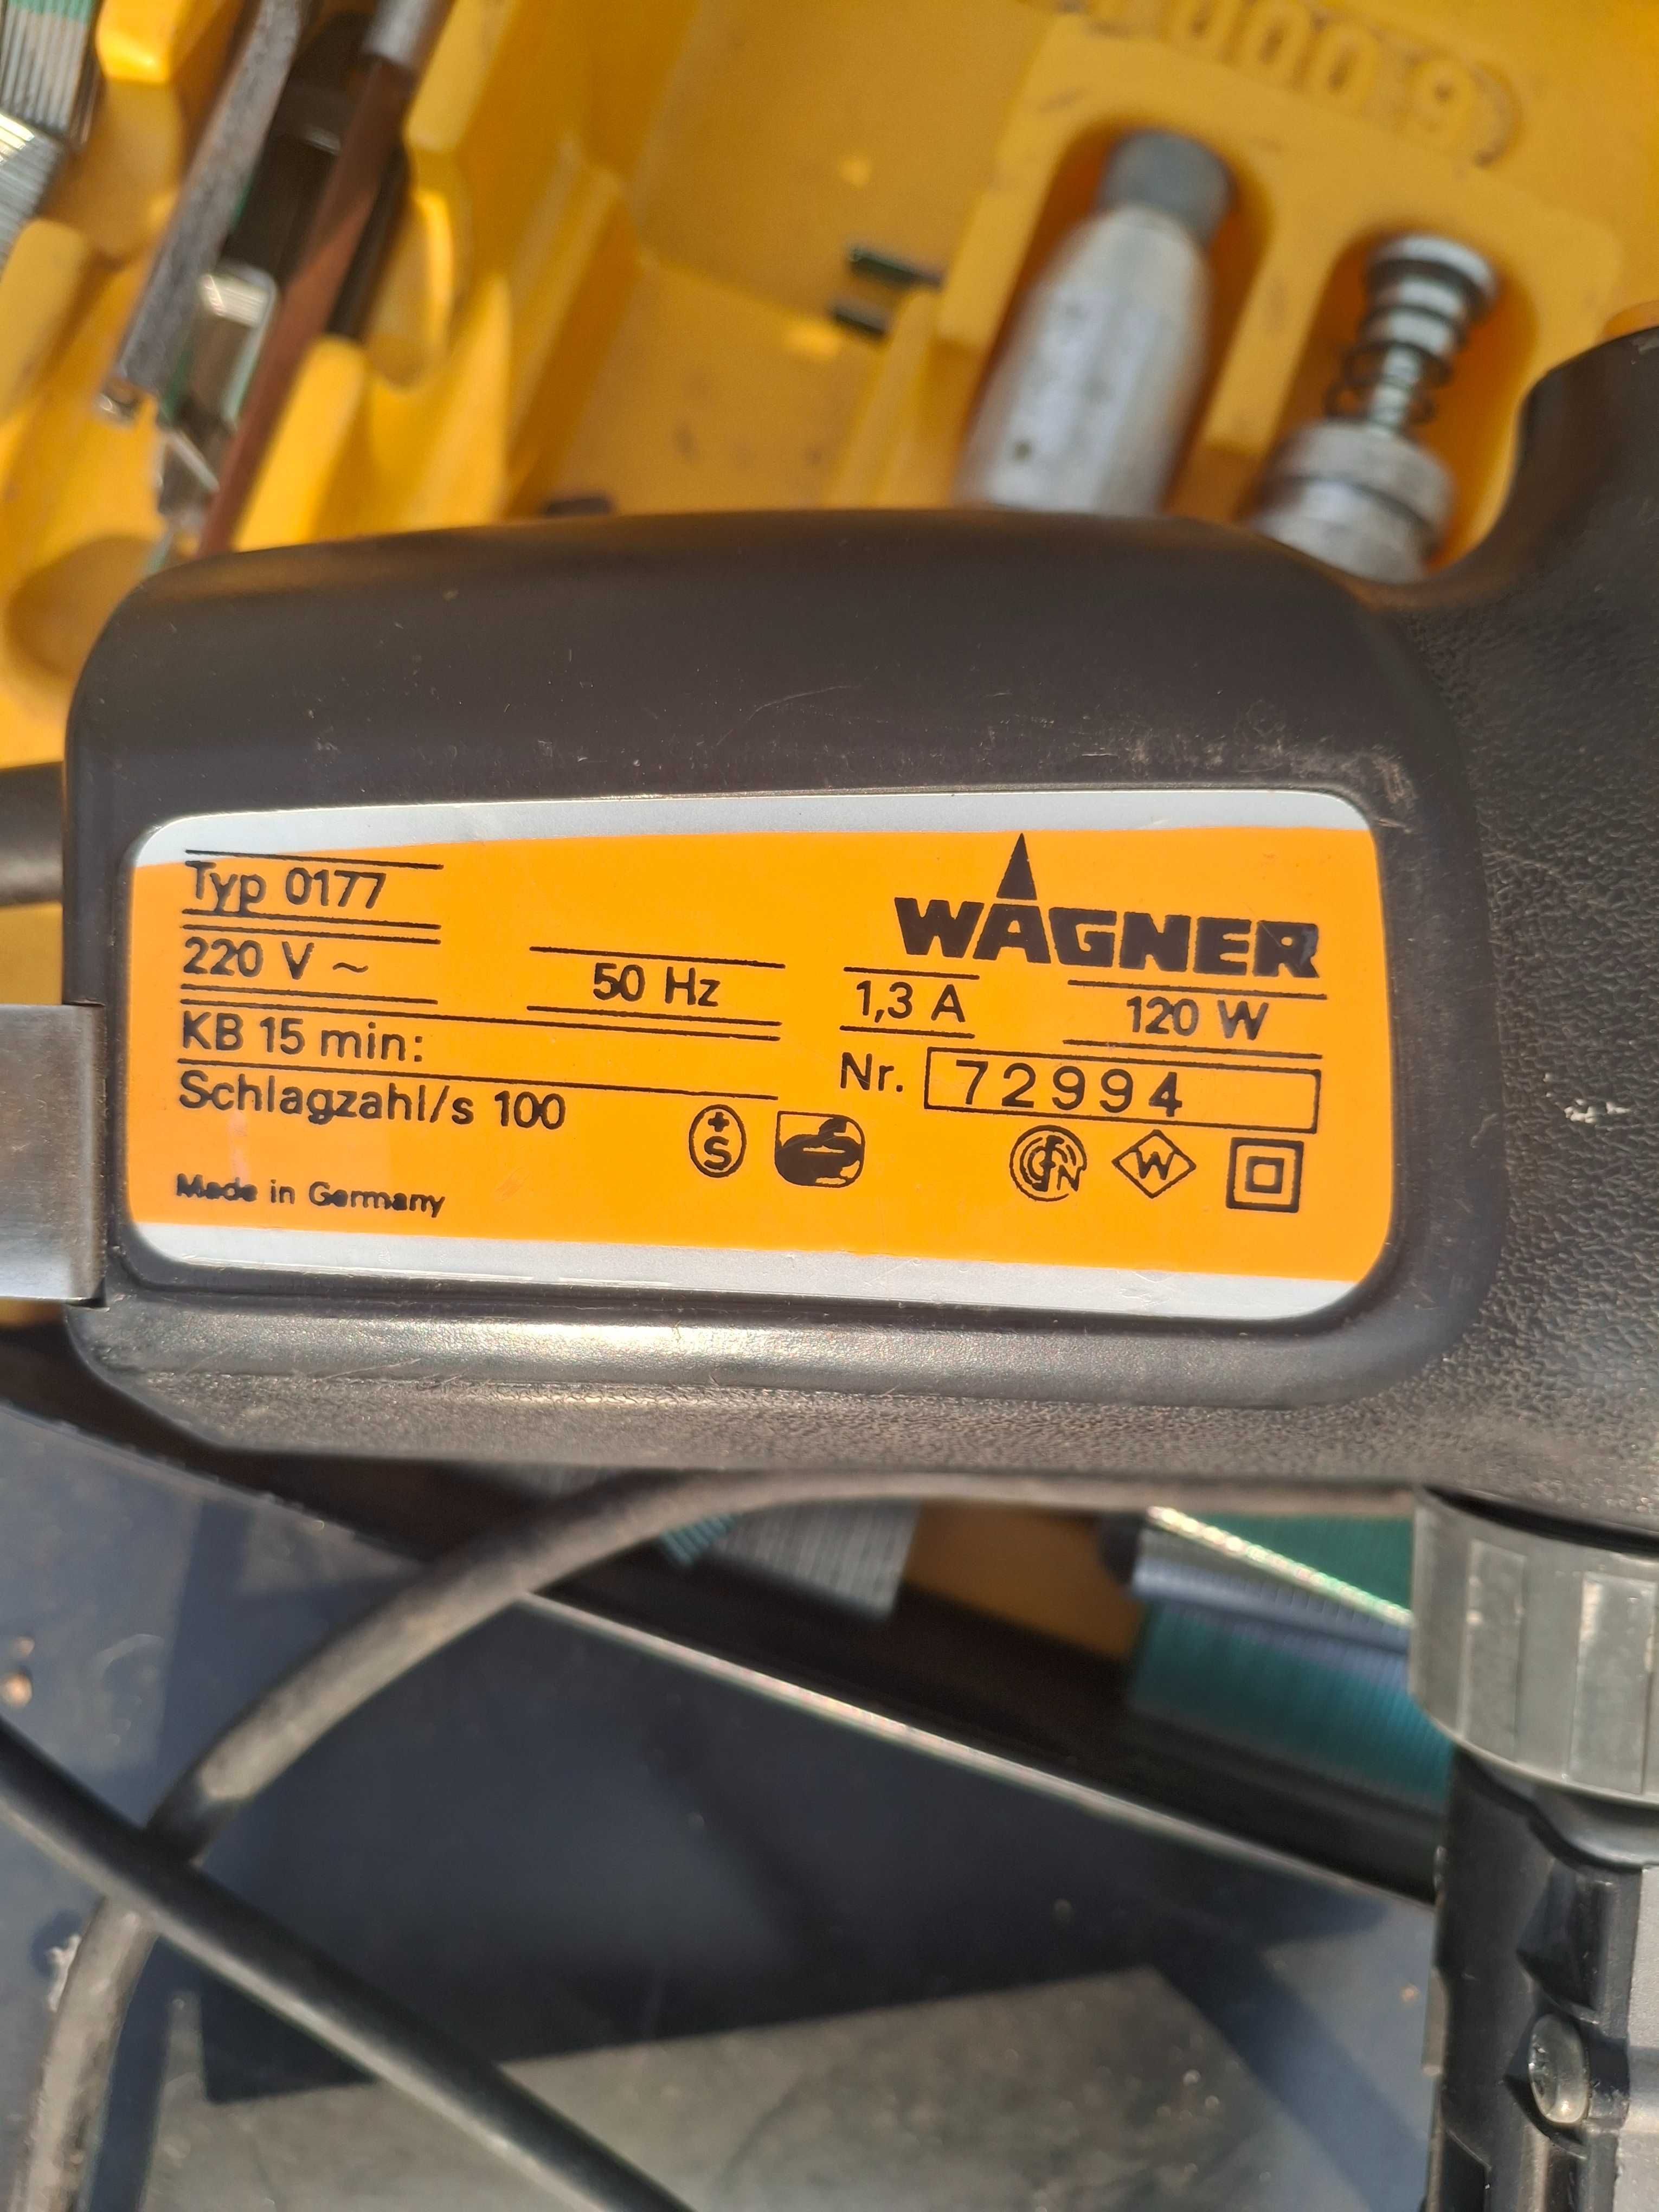 Typ 0177
WAGNER
220 V ~
50 Hz
1,3 A
120 W
KB 15 min:
Nr. 72994
Schlagzahl/s 100
+
S
W
Made in Germany